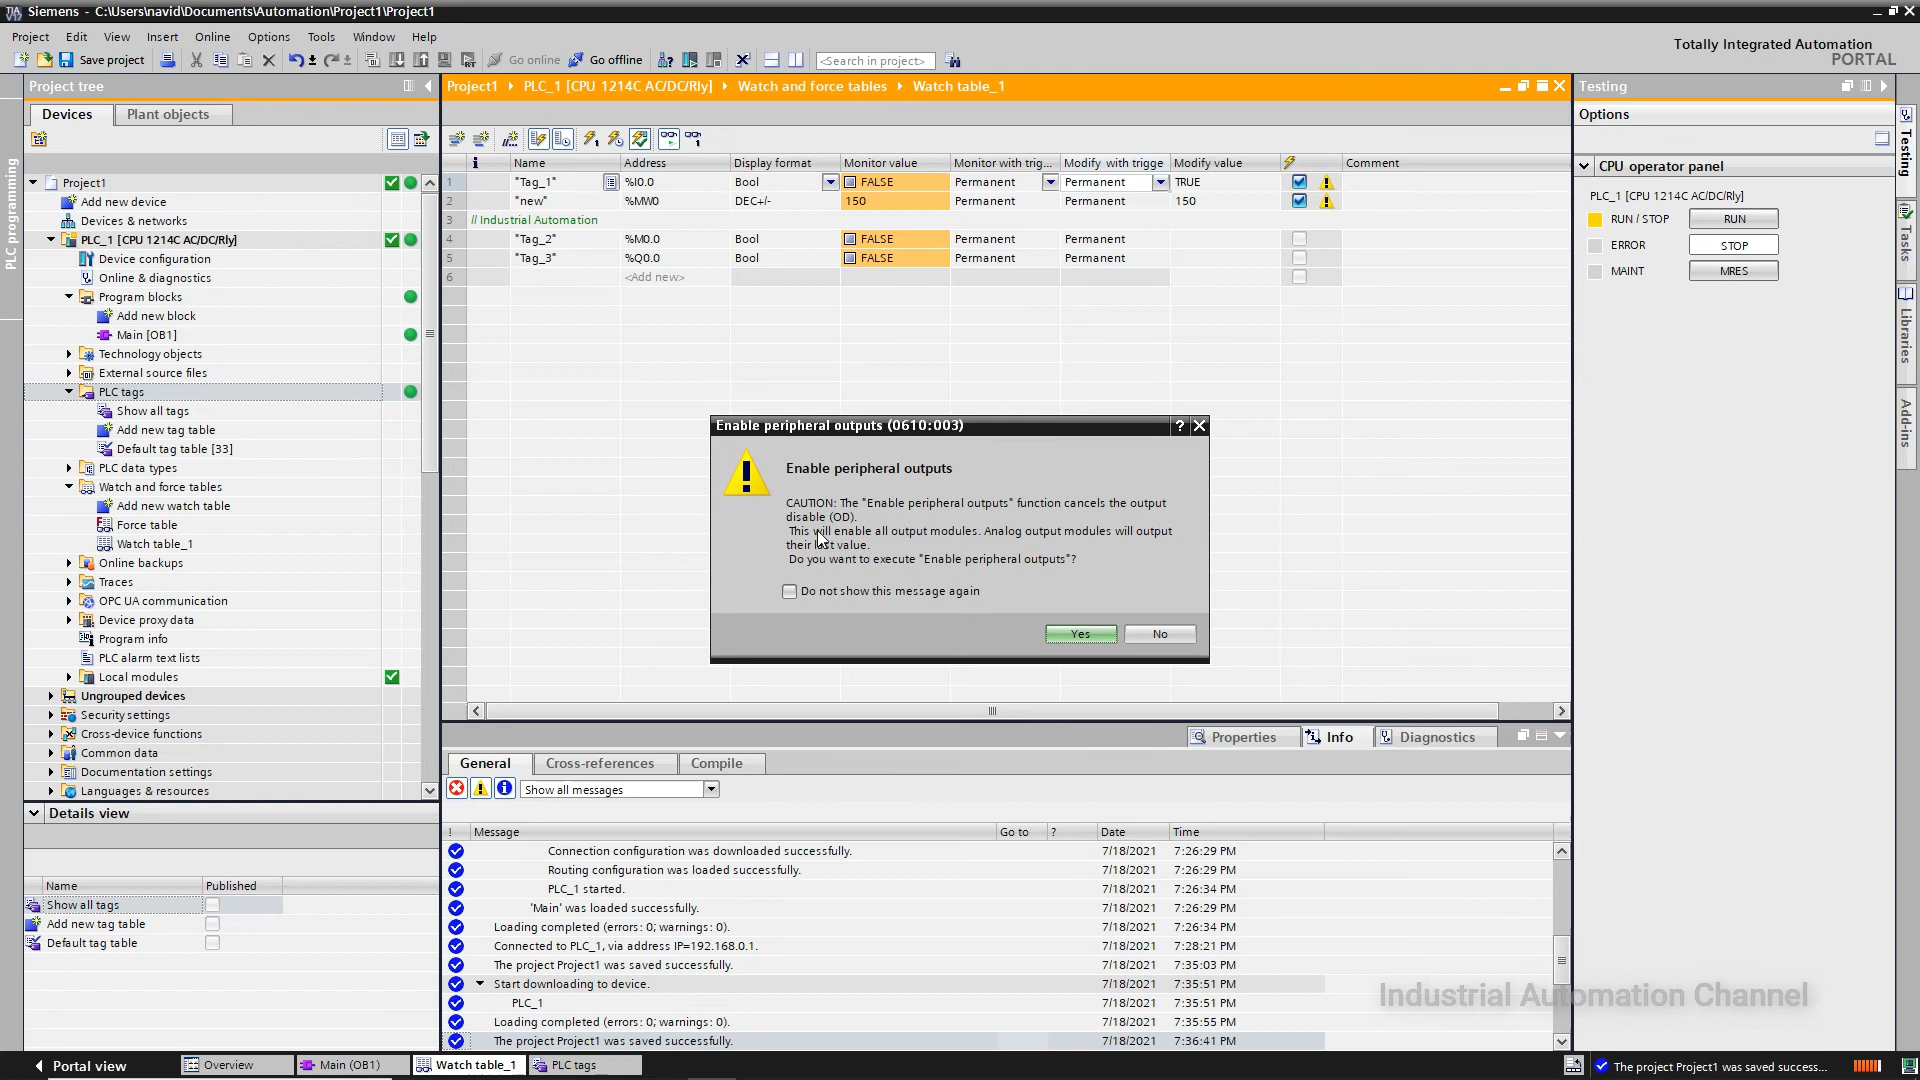 Siemens - C:\Users\navid\Documents\Automation\Project1\Project1
Project Edit View Insert Online Options Tools Window Help
Totally Integrated Automation
PORTAL
Save project Go online Go offline <Search in project>
Project tree
Devices Plant objects
PLC programming
Project1
Add new device
Devices & networks
PLC_1 [CPU 1214C AC/DC/Rly]
Device configuration
Online & diagnostics
Program blocks
Add new block
Main [OB1]
Technology objects
External source files
PLC tags
Show all tags
Add new tag table
Default tag table [33]
PLC data types
Watch and force tables
Add new watch table
Force table
Watch table_1
Online backups
Traces
OPC UA communication
Device proxy data
Program info
PLC alarm text lists
Local modules
Ungrouped devices
Security settings
Cross-device functions
Common data
Documentation settings
Languages & resources
Details view
Name Published
Show all tags
Add new tag table
Default tag table
Project1 PLC_1 [CPU 1214C AC/DC/Rly] Watch and force tables Watch table_1
i Name Address Display format Monitor value Monitor with trig... Modify with trigge Modify value Comment
1 "Tag_1" %I0.0 Bool FALSE Permanent Permanent TRUE
2 "new" %MW0 DEC+/- 150 Permanent Permanent 150
3 // Industrial Automation
4 "Tag_2" %M0.0 Bool FALSE Permanent Permanent
5 "Tag_3" %Q0.0 Bool FALSE Permanent Permanent
6 <Add new>
Enable peripheral outputs (0610:003)
Enable peripheral outputs
CAUTION: The "Enable peripheral outputs" function cancels the output
disable (OD).
This will enable all output modules. Analog output modules will output
their last value.
Do you want to execute "Enable peripheral outputs"?
Do not show this message again
Yes No
Properties Info Diagnostics
General Cross-references Compile
Show all messages
! Message Go to ? Date Time
Connection configuration was downloaded successfully. 7/18/2021 7:26:29 PM
Routing configuration was loaded successfully. 7/18/2021 7:26:29 PM
PLC_1 started. 7/18/2021 7:26:34 PM
'Main' was loaded successfully. 7/18/2021 7:26:29 PM
Loading completed (errors: 0; warnings: 0). 7/18/2021 7:26:34 PM
Connected to PLC_1, via address IP=192.168.0.1. 7/18/2021 7:28:21 PM
The project Project1 was saved successfully. 7/18/2021 7:35:03 PM
Start downloading to device. 7/18/2021 7:35:51 PM
PLC_1 7/18/2021 7:35:51 PM
Loading completed (errors: 0; warnings: 0). 7/18/2021 7:35:55 PM
The project Project1 was saved successfully. 7/18/2021 7:36:41 PM
Testing
Options
CPU operator panel
PLC_1 [CPU 1214C AC/DC/Rly]
RUN / STOP RUN
ERROR STOP
MAINT MRES
Testing
Tasks
Libraries
Add-ins
Industrial Automation Channel
Portal view Overview Main (OB1) Watch table_1 PLC tags The project Project1 was saved success...